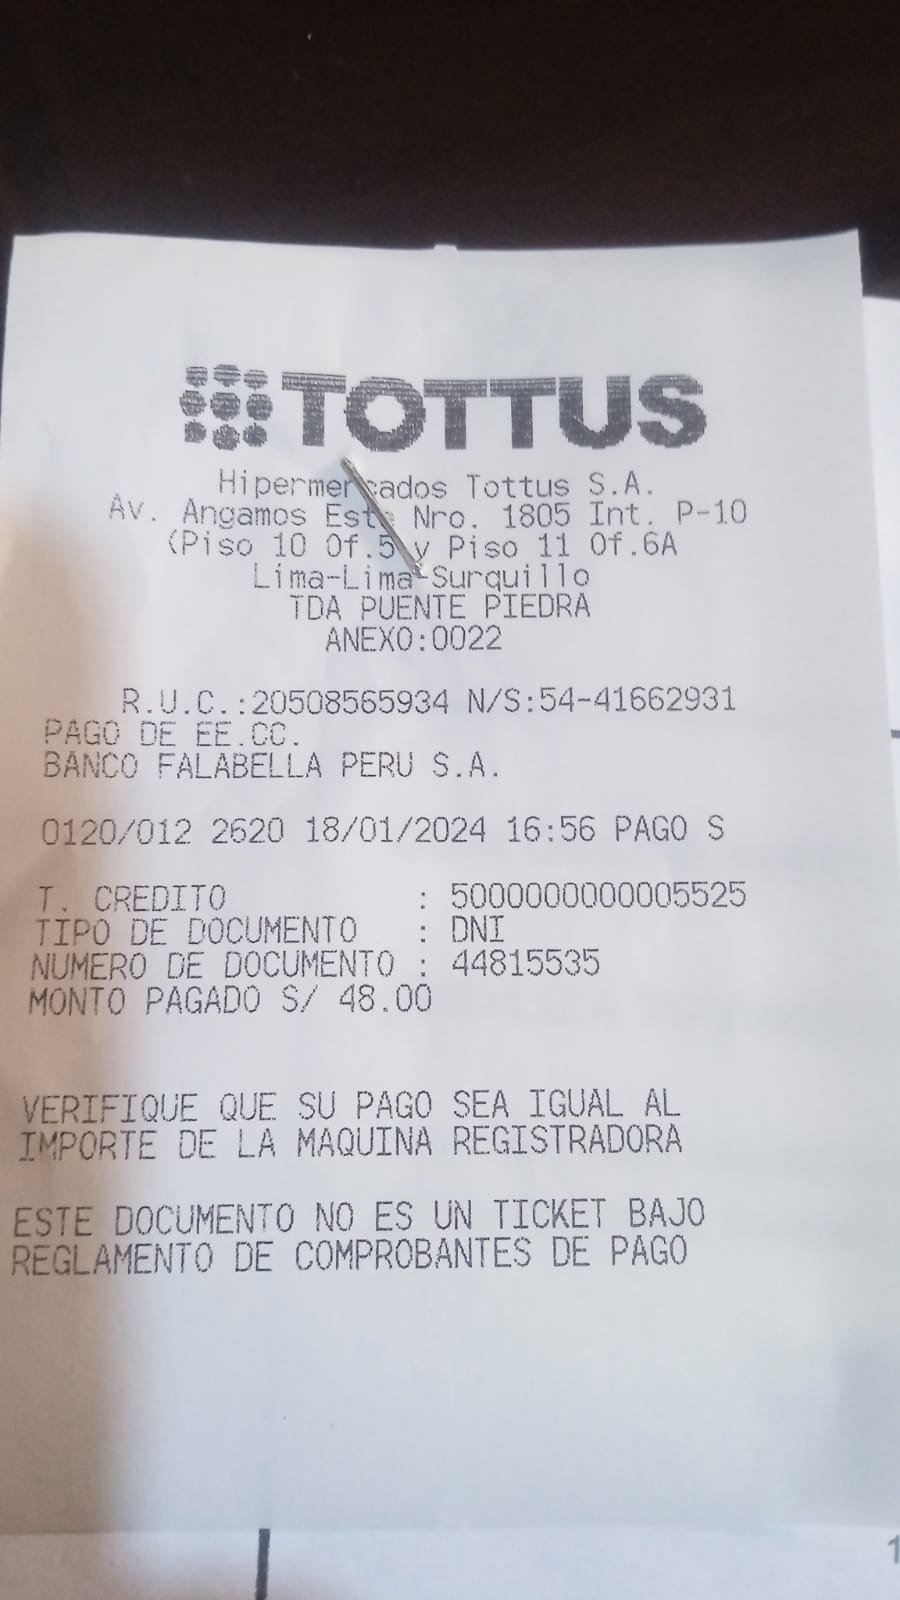 TOTTUS
Hipermercados Tottus S.A.
Av. Angamos Este Nro. 1805 Int. P-10
(Piso 10 Of.5 y Piso 11 Of.6A
Lima-Lima-Surquillo
TDA PUENTE PIEDRA
ANEXO:0022
R.U.C.:20508565934 N/S:54-41662931
PAGO DE EE.CC.
BANCO FALABELLA PERU S.A.
0120/012 2620 18/01/2024 16:56 PAGO S
T. CREDITO : 5000000000005525
TIPO DE DOCUMENTO : DNI
NUMERO DE DOCUMENTO : 44815535
MONTO PAGADO S/ 48.00
VERIFIQUE QUE SU PAGO SEA IGUAL AL
IMPORTE DE LA MAQUINA REGISTRADORA
ESTE DOCUMENTO NO ES UN TICKET BAJO
REGLAMENTO DE COMPROBANTES DE PAGO